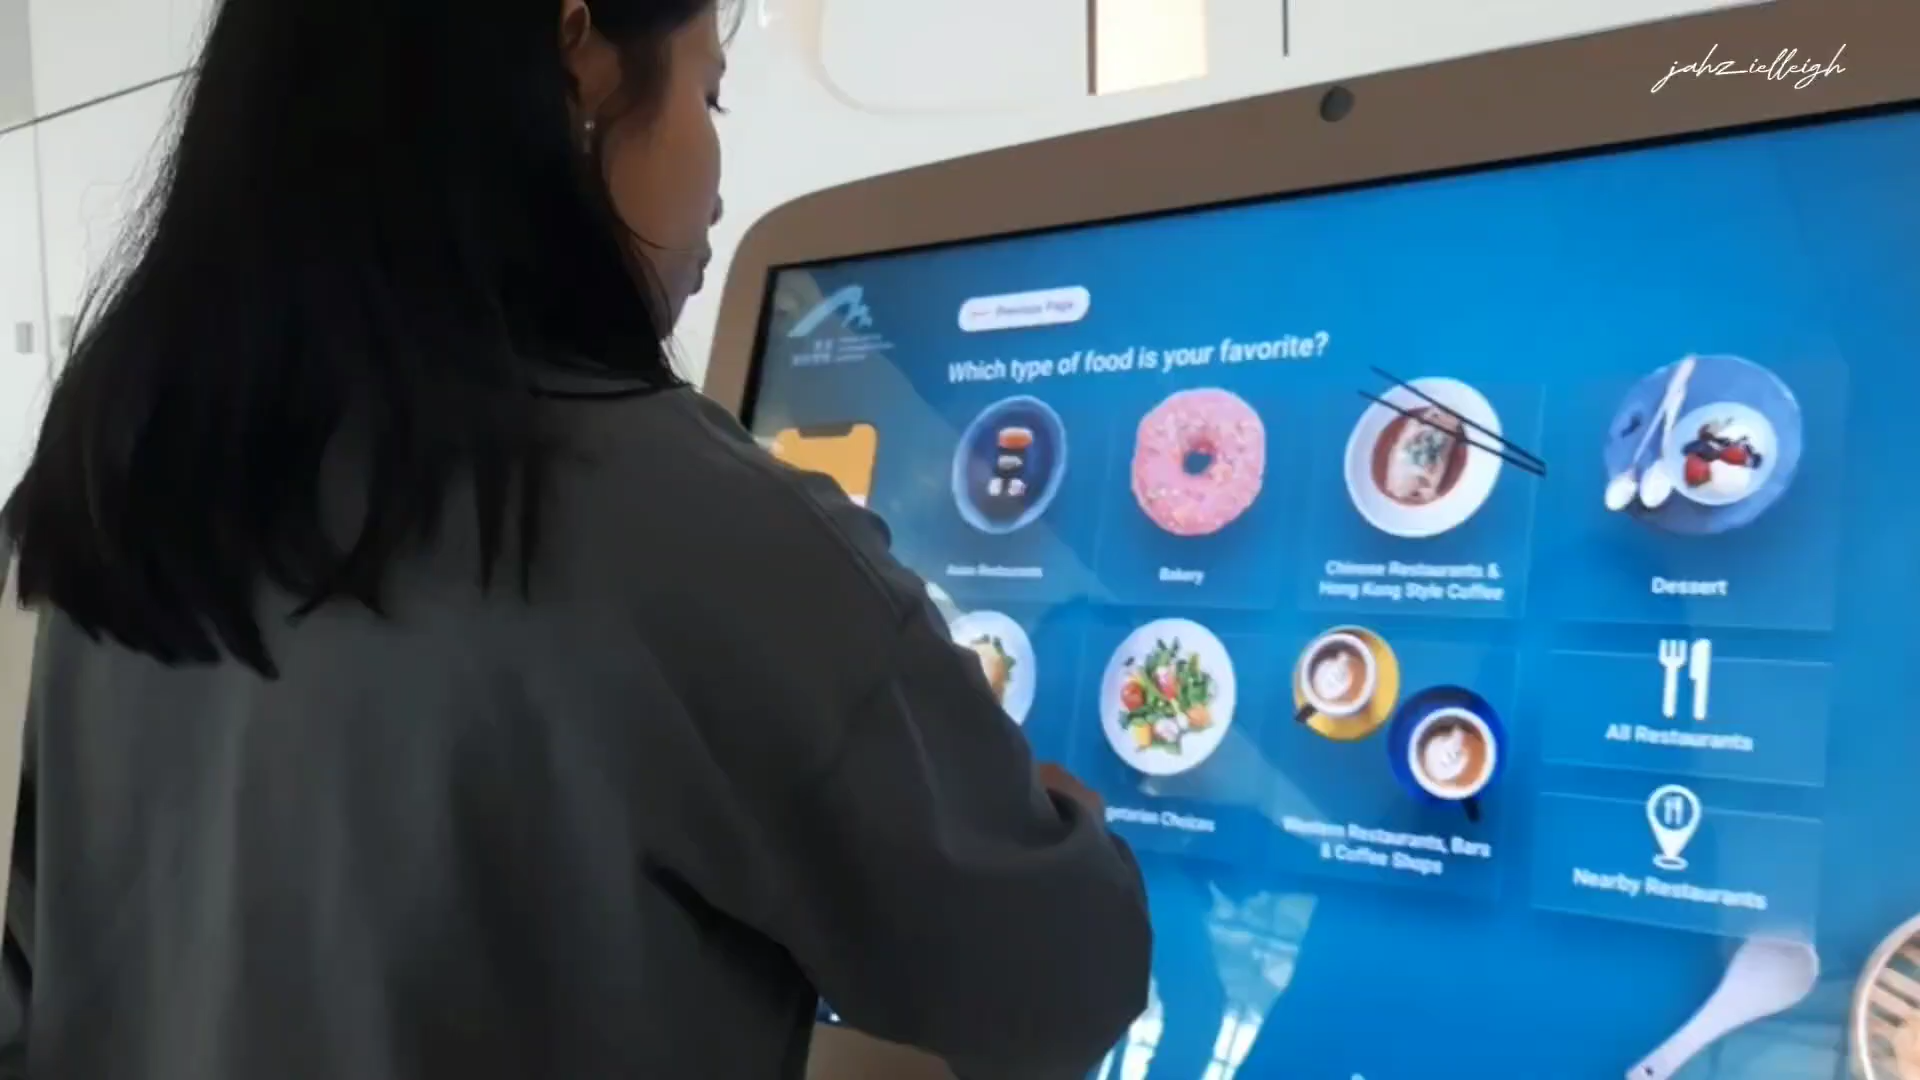 jahzielleigh
Previous Page
Which type of food is your favorite?
Asian Restaurants
Bakery
Chinese Restaurants &
Hong Kong Style Coffee
Dessert
All Restaurants
getarian Choices
Western Restaurants, Bars
& Coffee Shops
Nearby Restaurants